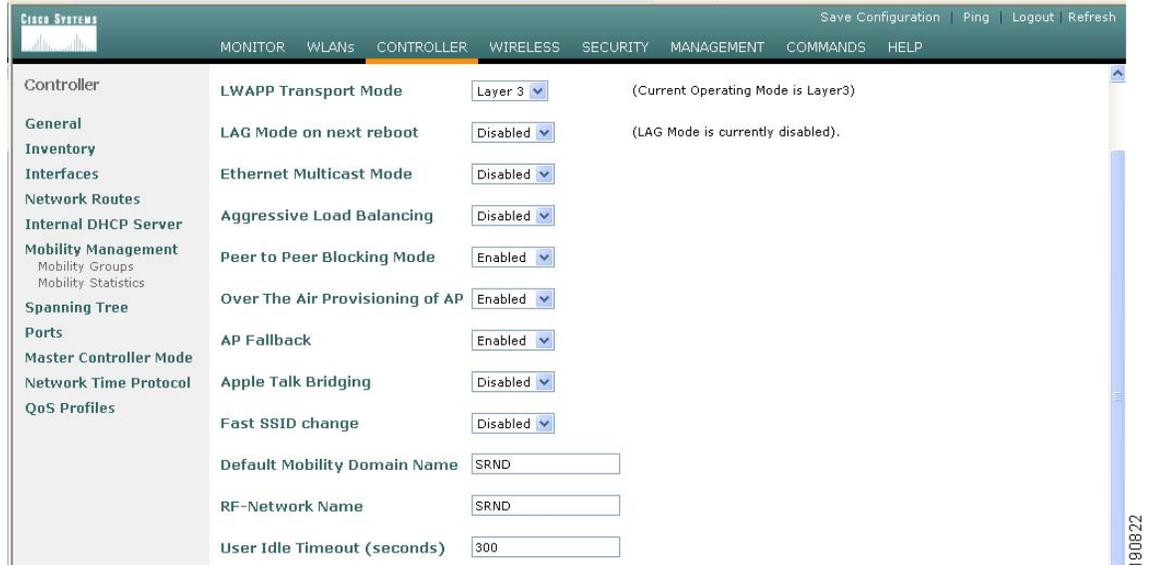 CISCO SYSTEMS
Save Configuration | Ping | Logout | Refresh
MONITOR WLANs CONTROLLER WIRELESS SECURITY MANAGEMENT COMMANDS HELP
Controller
General
Inventory
Interfaces
Network Routes
Internal DHCP Server
Mobility Management
Mobility Groups
Mobility Statistics
Spanning Tree
Ports
Master Controller Mode
Network Time Protocol
QoS Profiles
LWAPP Transport Mode Layer 3 (Current Operating Mode is Layer3)
LAG Mode on next reboot Disabled (LAG Mode is currently disabled).
Ethernet Multicast Mode Disabled
Aggressive Load Balancing Disabled
Peer to Peer Blocking Mode Enabled
Over The Air Provisioning of AP Enabled
AP Fallback Enabled
Apple Talk Bridging Disabled
Fast SSID change Disabled
Default Mobility Domain Name SRND
RF-Network Name SRND
User Idle Timeout (seconds) 300
190822